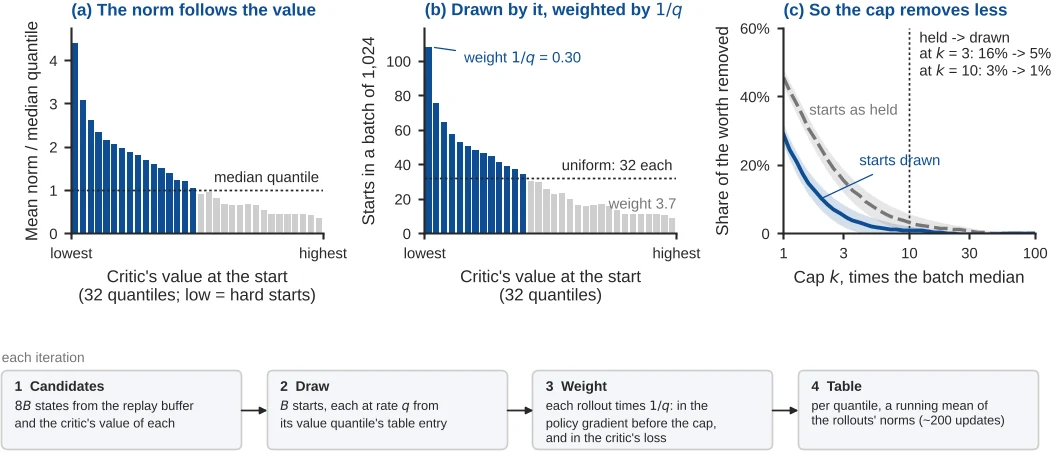 (a) The norm follows the value
Mean norm / median quantile
4
3
2
1
0
median quantile
lowest
highest
Critic's value at the start
(32 quantiles; low = hard starts)
(b) Drawn by it, weighted by 1/q
Starts in a batch of 1,024
100
80
60
40
20
0
weight 1/q = 0.30
uniform: 32 each
weight 3.7
lowest
highest
Critic's value at the start
(32 quantiles)
(c) So the cap removes less
Share of the worth removed
60%
40%
20%
0
held -> drawn
at k = 3: 16% -> 5%
at k = 10: 3% -> 1%
starts as held
starts drawn
1
3
10
30
100
Cap k, times the batch median
each iteration
1 Candidates
8B states from the replay buffer
and the critic's value of each
2 Draw
B starts, each at rate q from
its value quantile's table entry
3 Weight
each rollout times 1/q: in the
policy gradient before the cap,
and in the critic's loss
4 Table
per quantile, a running mean of
the rollouts' norms (~200 updates)